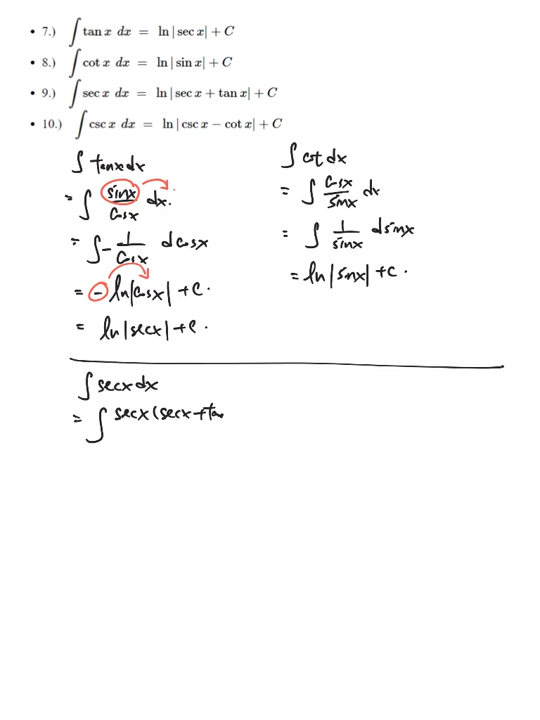 • 7.) ∫ tan x dx = ln | sec x| + C
• 8.) ∫ cot x dx = ln | sin x| + C
• 9.) ∫ sec x dx = ln | sec x + tan x| + C
• 10.) ∫ csc x dx = ln | csc x − cot x| + C
∫ tanx dx
= ∫ sinx/cosx dx.
= ∫ - 1/cosx dcosx
= - ln|cosx| + C.
= ln|secx| + C.
∫ cot dx
= ∫ cosx/sinx dx
= ∫ 1/sinx dsinx
= ln|sinx| + C.
∫ secx dx
= ∫ secx (secx + tan